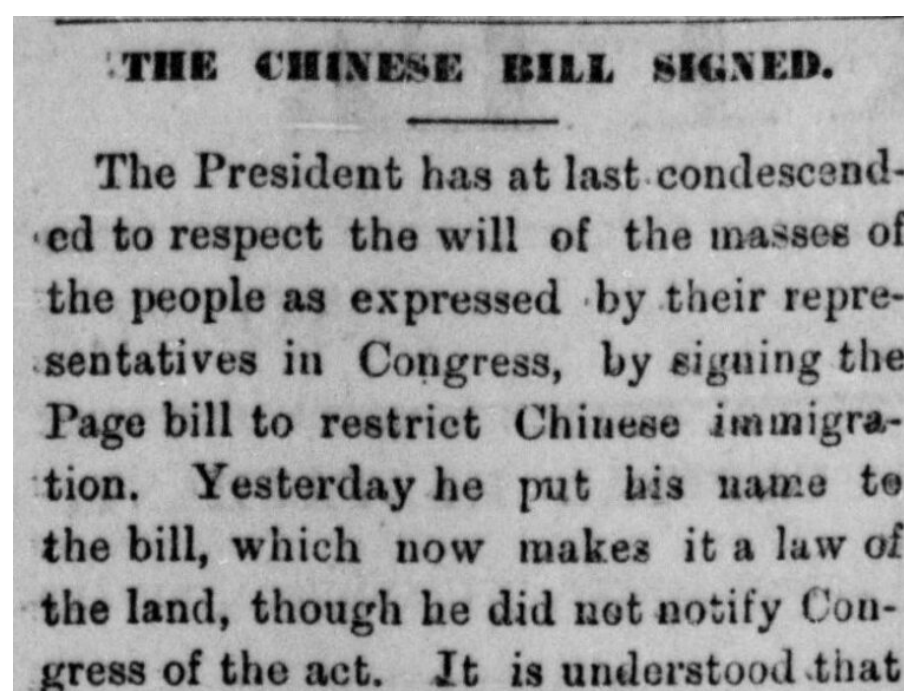 THE CHINESE BILL SIGNED.
The President has at last condescend-
ed to respect the will of the masses of
the people as expressed by their repre-
sentatives in Congress, by signing the
Page bill to restrict Chinese immigra-
tion. Yesterday he put his name to
the bill, which now makes it a law of
the land, though he did not notify Con-
gress of the act. It is understood that